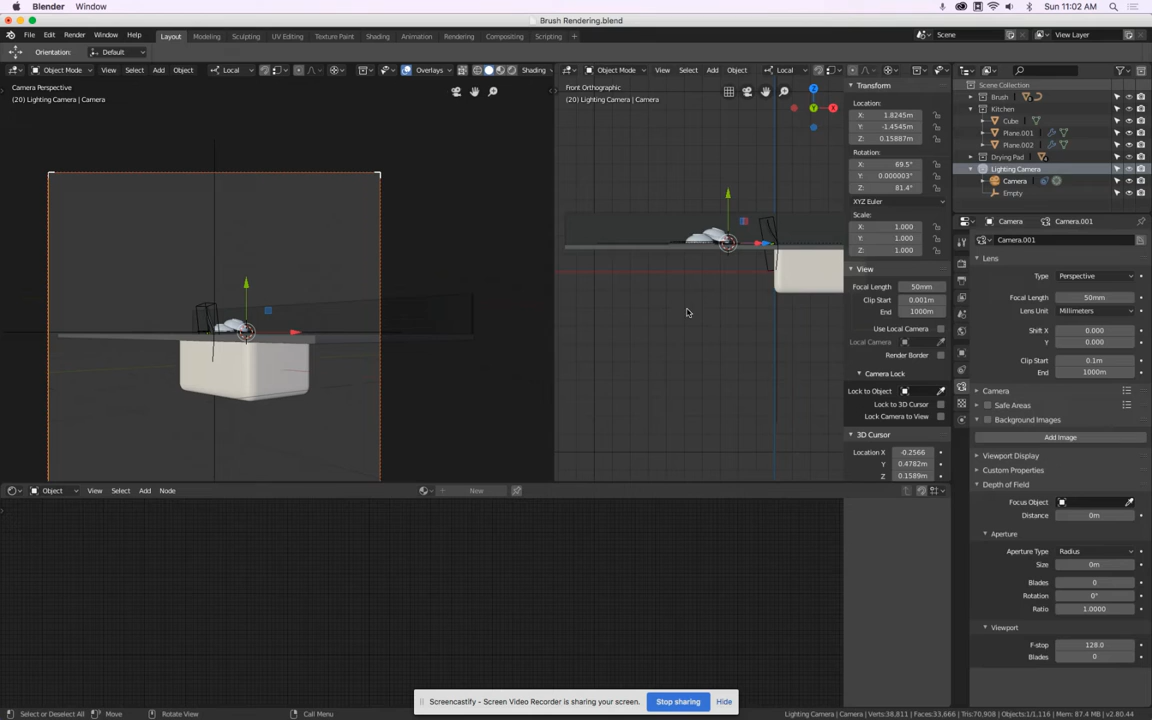 Blender Window Sun 11:02 AM
Brush Rendering.blend
File Edit Render Window Help Layout Modeling Sculpting UV Editing Texture Paint Shading Animation Rendering Compositing Scripting Scene View Layer
Orientation: Default
Object Mode View Select Add Object Local Overlays Shading Object Mode View Select Add Object Local
Camera Perspective
(20) Lighting Camera | Camera
Front Orthographic
(20) Lighting Camera | Camera
Z
X
Y
Transform
Location:
X: 1.8245m
Y: -1.4545m
Z: 0.15887m
Rotation:
X: 69.5°
Y: 0.000003°
Z: 81.4°
XYZ Euler
Scale:
X: 1.000
Y: 1.000
Z: 1.000
View
Focal Length 50mm
Clip Start 0.001m
End 1000m
Use Local Camera
Local Camera
Render Border
Camera Lock
Lock to Object
Lock to 3D Cursor
Lock Camera to View
3D Cursor
Location X -0.2566
Y 0.4782m
Z 0.1589m
Scene Collection
Brush
Kitchen
Cube
Plane.001
Plane.002
Drying Pad
Lighting Camera
Camera
Empty
Camera Camera.001
Camera.001
Lens
Type Perspective
Focal Length 50mm
Lens Unit Millimeters
Shift X 0.000
Y 0.000
Clip Start 0.1m
End 1000m
Camera
Safe Areas
Background Images
Add Image
Viewport Display
Custom Properties
Depth of Field
Focus Object
Distance 0m
Aperture
Aperture Type Radius
Size 0m
Blades 0
Rotation 0°
Ratio 1.0000
Viewport
F-stop 128.0
Blades 0
Object View Select Add Node New
Screencastify - Screen Video Recorder is sharing your screen. Stop sharing Hide
Select or Deselect All Move Rotate View Call Menu Lighting Camera | Camera | Verts:38,811 | Faces:33,666 | Tris:70,908 | Objects:1/1,116 | Mem: 87.4 MB | v2.80.44